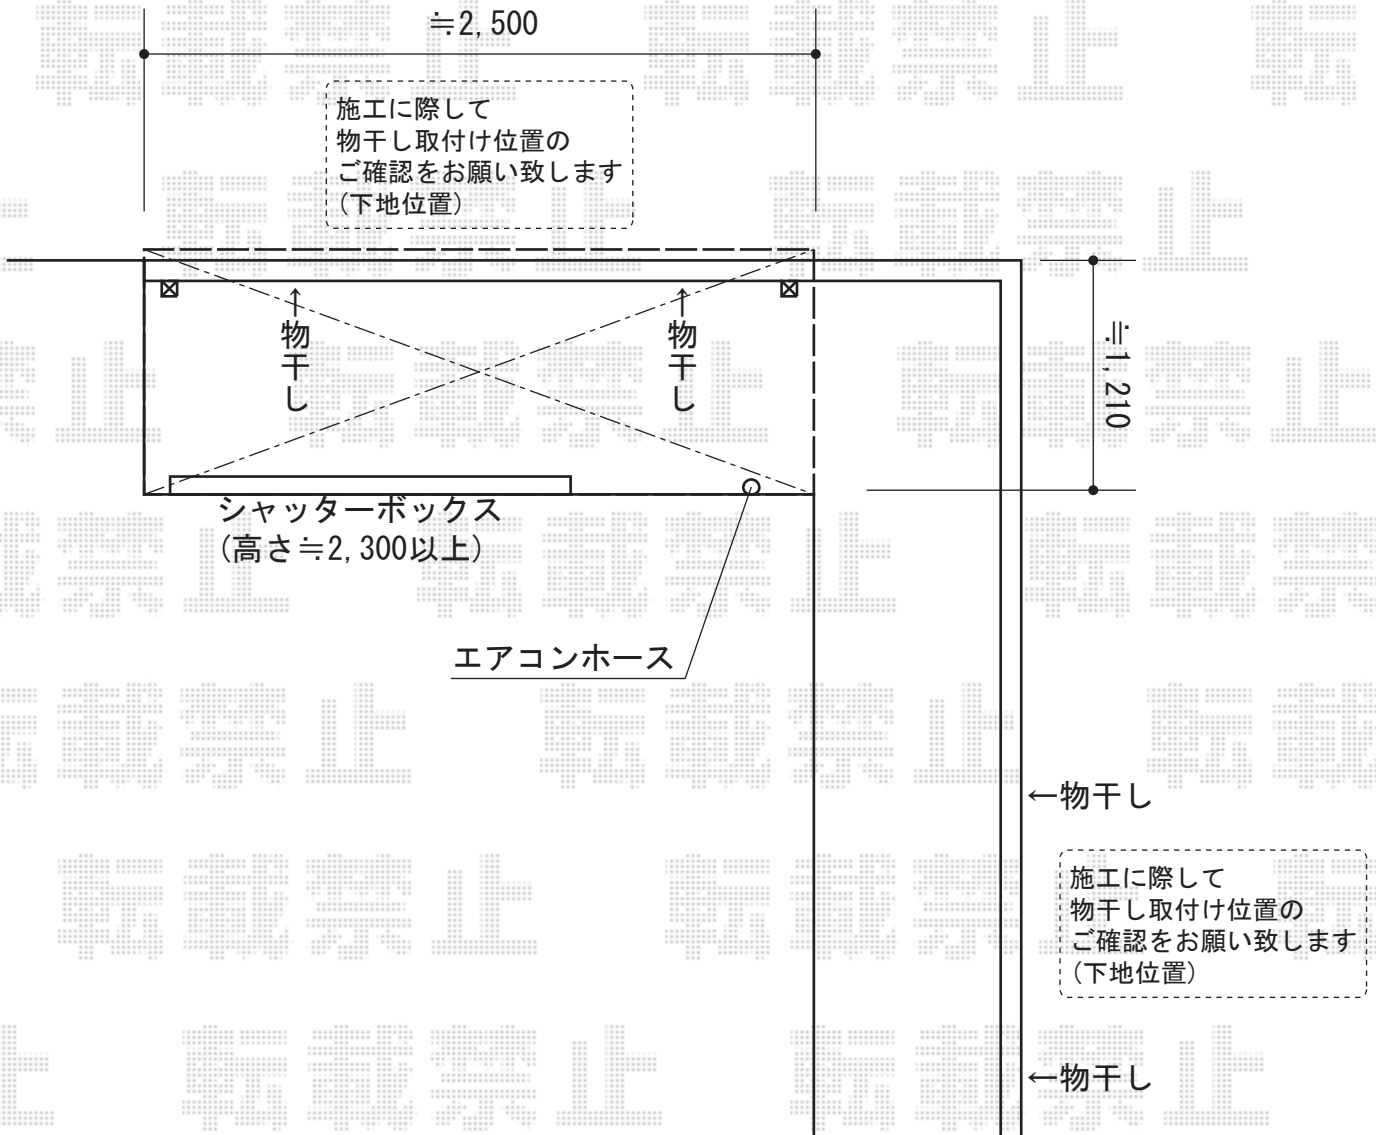 ≒2,500
施工に際して
物干し取付け位置の
ご確認をお願い致します
(下地位置)
←物干し
←物干し
≒1,210
シャッターボックス
(高さ≒2,300以上)
エアコンホース
←物干し
施工に際して
物干し取付け位置の
ご確認をお願い致します
(下地位置)
←物干し
転載禁止